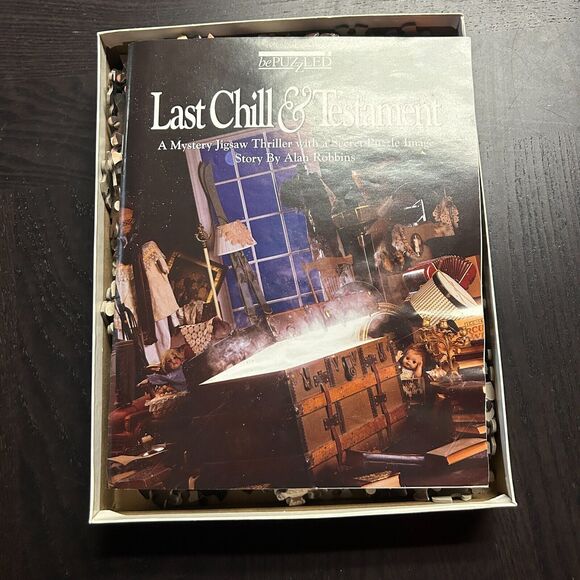 bePUZZLED
Last Chill & Testament
A Mystery Jigsaw Thriller with a Secret Puzzle Image
Story By Alan Robbins